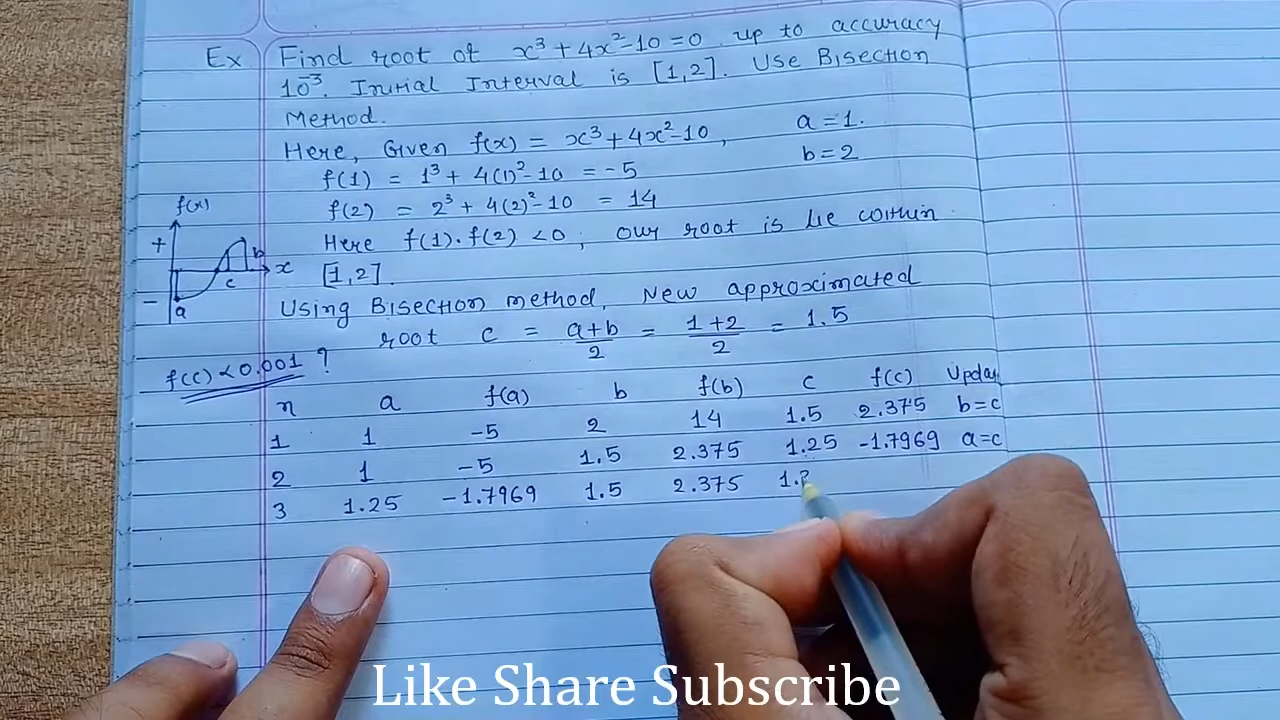 Ex Find root of x³ + 4x² - 10 = 0 up to accuracy
10⁻³. Initial Interval is [1,2]. Use Bisection
Method.
Here, Given f(x) = x³ + 4x² - 10, a = 1.
f(1) = 1³ + 4(1)² - 10 = -5 b = 2
f(2) = 2³ + 4(2)² - 10 = 14
Here f(1).f(2) < 0, Our root is lie within
[1,2].
f(x)
+
b
x
c
-
a
Using Bisection method, New approximated
root c = a+b/2 = 1+2/2 = 1.5
f(c) < 0.001 ?
n a f(a) b f(b) c f(c)
1 1 -5 2 14 1.5 2.375 b=c
2 1 -5 1.5 2.375 1.25 -1.7969 a=c
3 1.25 -1.7969 1.5 2.375
Like Share Subscribe